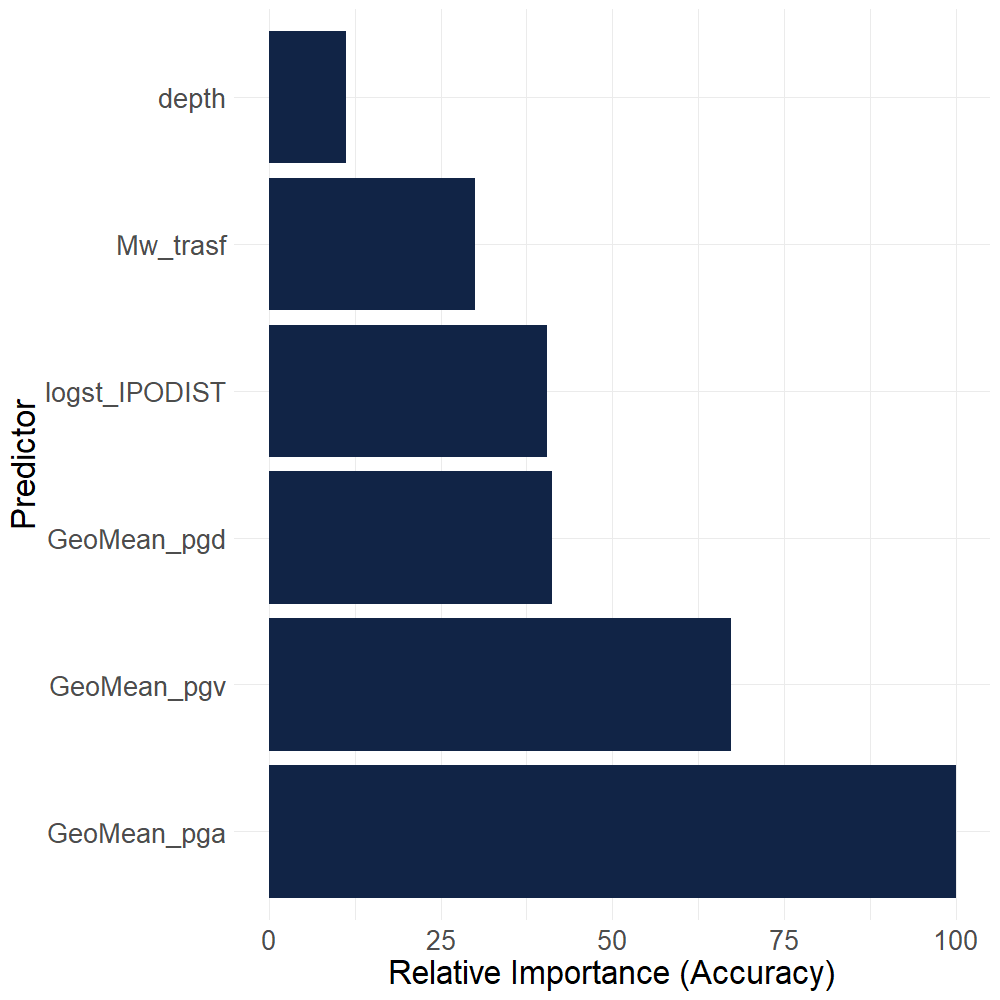 depth
Mw_trasf
logst_IPODIST
GeoMean_pgd
GeoMean_pgv
GeoMean_pga
Predictor
0 25 50 75 100
Relative Importance (Accuracy)